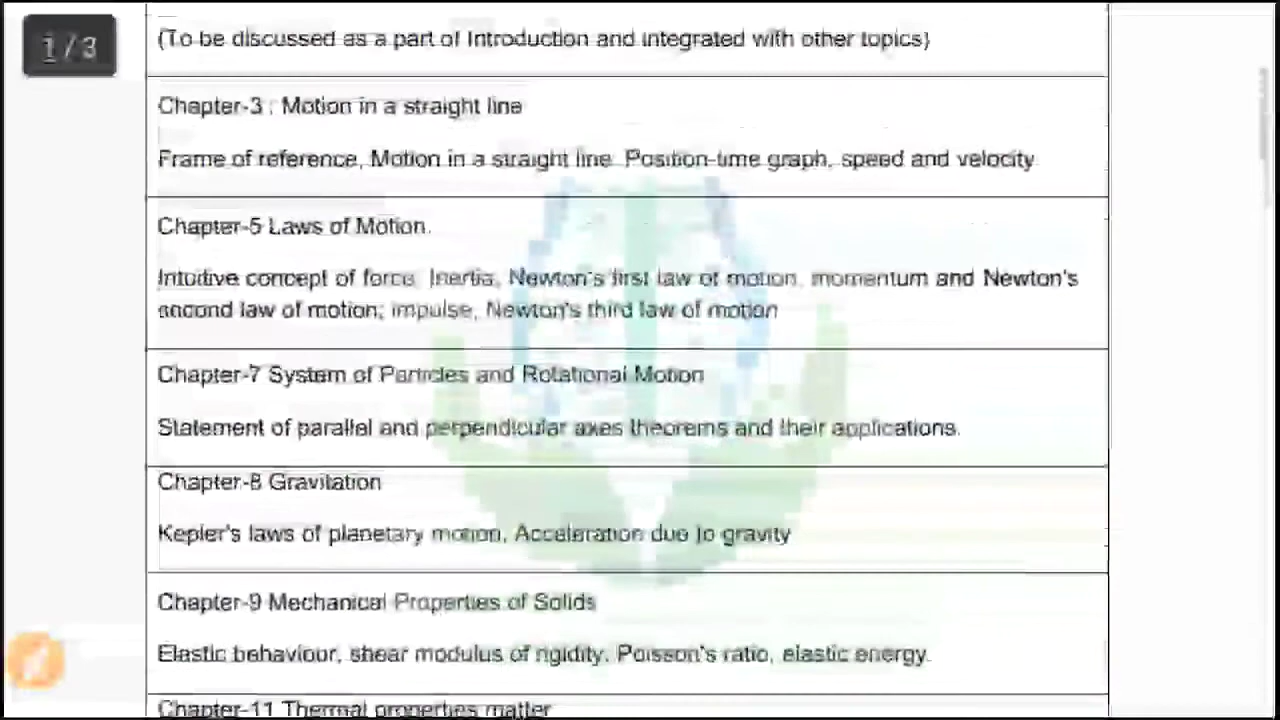 1/3
(To be discussed as a part of Introduction and integrated with other topics)
Chapter-3 : Motion in a straight line
Frame of reference, Motion in a straight line. Position-time graph, speed and velocity
Chapter-5 Laws of Motion.
Intuitive concept of force, Inertia, Newton's first law of motion, momentum and Newton's
second law of motion; impulse, Newton's third law of motion
Chapter-7 System of Particles and Rotational Motion
Statement of parallel and perpendicular axes theorems and their applications.
Chapter-8 Gravitation
Kepler's laws of planetary motion, Acceleration due to gravity
Chapter-9 Mechanical Properties of Solids
Elastic behaviour, shear modulus of rigidity, Poisson's ratio, elastic energy.
Chapter-11 Thermal properties matter